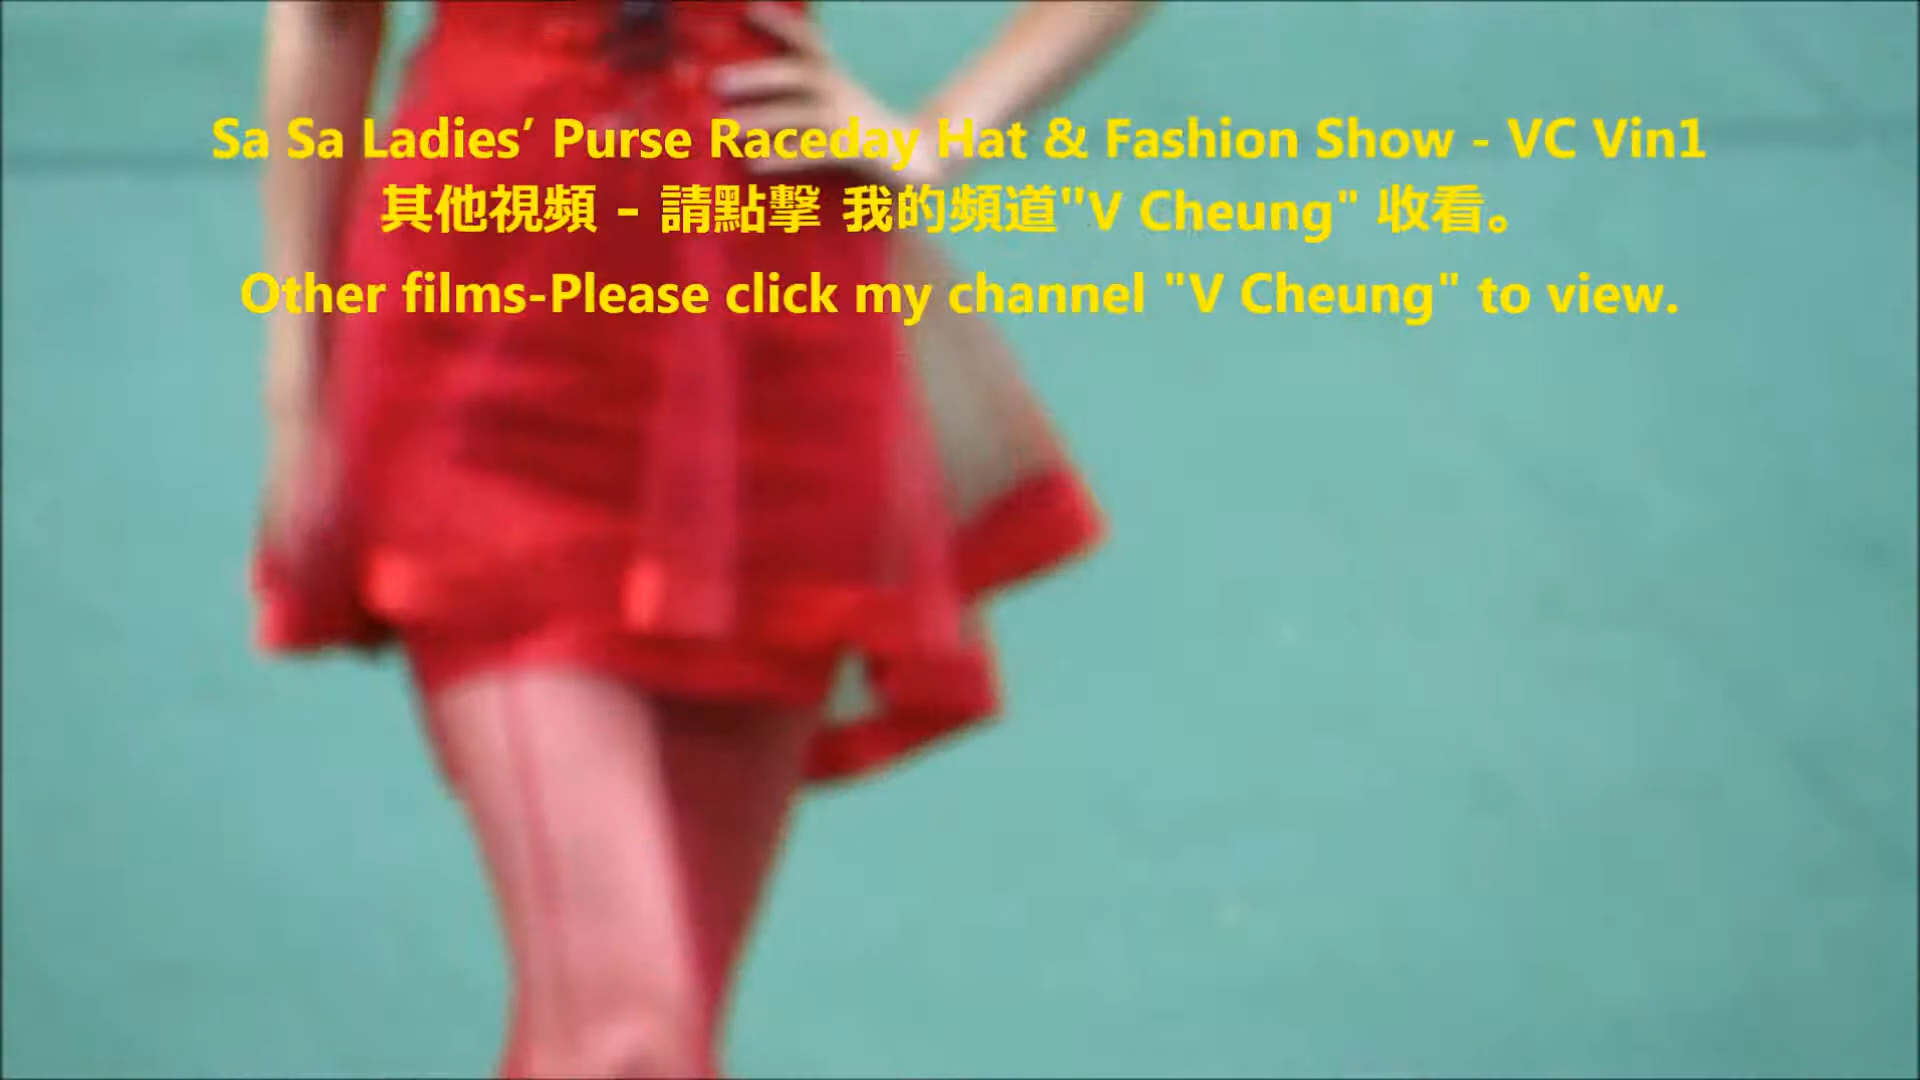 Sa Sa Ladies’ Purse Raceday Hat & Fashion Show - VC Vin1
其他視頻 – 請點擊 我的頻道"V Cheung" 收看。
Other films-Please click my channel "V Cheung" to view.